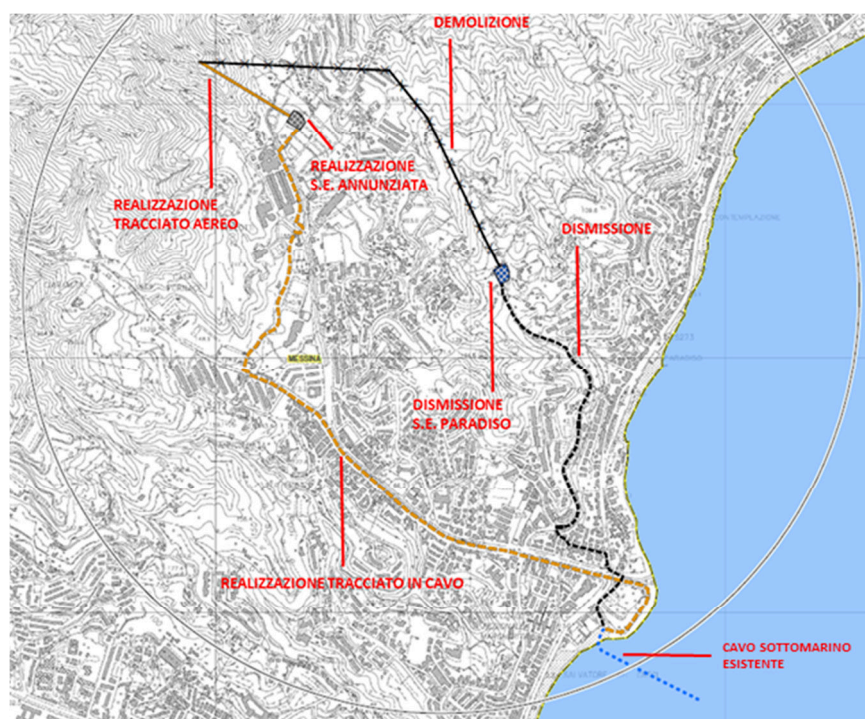 DEMOLIZIONE
REALIZZAZIONE
S.E. ANNUNZIATA
REALIZZAZIONE
TRACCIATO AEREO
DISMISSIONE
MESSINA
DISMISSIONE
S.E. PARADISO
REALIZZAZIONE TRACCIATO IN CAVO
CAVO SOTTOMARINO
ESISTENTE